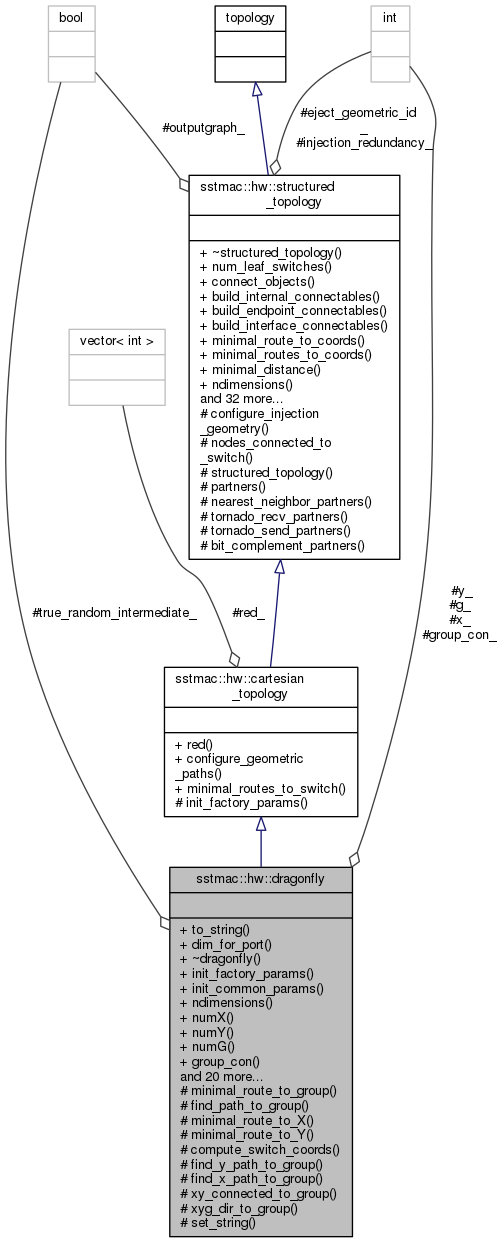 bool
topology
int
#eject_geometric_id
_
#injection_redundancy_
#outputgraph_
sstmac::hw::structured
_topology
+ ~structured_topology()
+ num_leaf_switches()
+ connect_objects()
+ build_internal_connectables()
+ build_endpoint_connectables()
+ build_interface_connectables()
+ minimal_route_to_coords()
+ minimal_routes_to_coords()
+ minimal_distance()
+ ndimensions()
and 32 more...
# configure_injection
_geometry()
# nodes_connected_to
_switch()
# structured_topology()
# partners()
# nearest_neighbor_partners()
# tornado_recv_partners()
# tornado_send_partners()
# bit_complement_partners()
vector< int >
#true_random_intermediate_
#red_
#y_
#g_
#x_
#group_con_
sstmac::hw::cartesian
_topology
+ red()
+ configure_geometric
_paths()
+ minimal_routes_to_switch()
# init_factory_params()
sstmac::hw::dragonfly
+ to_string()
+ dim_for_port()
+ ~dragonfly()
+ init_factory_params()
+ init_common_params()
+ ndimensions()
+ numX()
+ numY()
+ numG()
+ group_con()
and 20 more...
# minimal_route_to_group()
# find_path_to_group()
# minimal_route_to_X()
# minimal_route_to_Y()
# compute_switch_coords()
# find_y_path_to_group()
# find_x_path_to_group()
# xy_connected_to_group()
# xyg_dir_to_group()
# set_string()